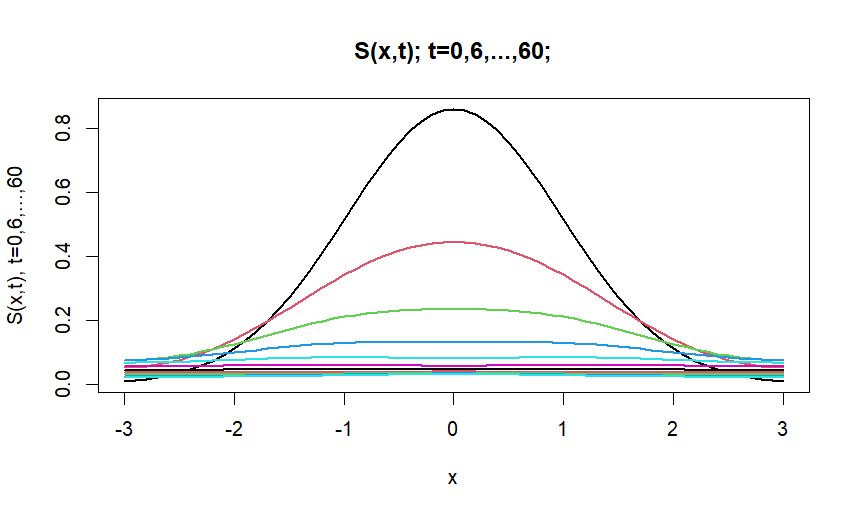 S(x,t); t=0,6,...,60;
S(x,t), t=0,6,...,60
0.8
0.6
0.4
0.2
0.0
-3 -2 -1 0 1 2 3
x